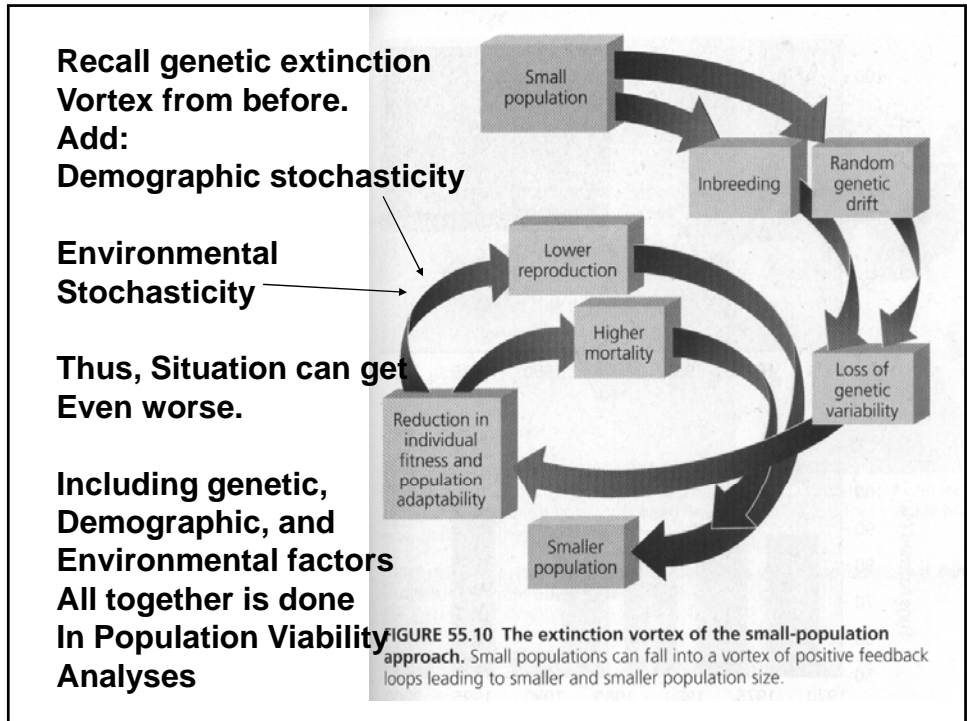 Recall genetic extinction
Vortex from before.
Add:
Demographic stochasticity
Environmental
Stochasticity
Thus, Situation can get
Even worse.
Including genetic,
Demographic, and
Environmental factors
All together is done
In Population Viability
Analyses
Small
population
Inbreeding
Random
genetic
drift
Lower
reproduction
Higher
mortality
Loss of
genetic
variability
Reduction in
individual
fitness and
population
adaptability
Smaller
population
FIGURE 55.10 The extinction vortex of the small-population
approach. Small populations can fall into a vortex of positive feedback
loops leading to smaller and smaller population size.